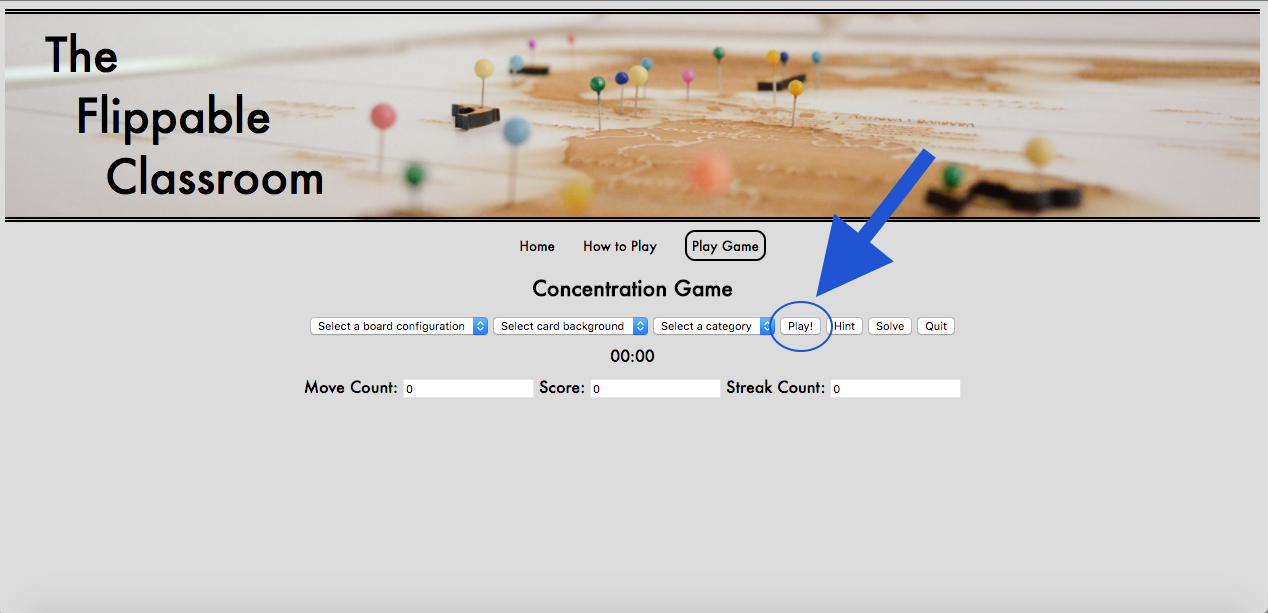 The
Flippable
Classroom
Home How to Play Play Game
Concentration Game
Select a board configuration Select card background Select a category Play! Hint Solve Quit
00:00
Move Count: 0 Score: 0 Streak Count: 0